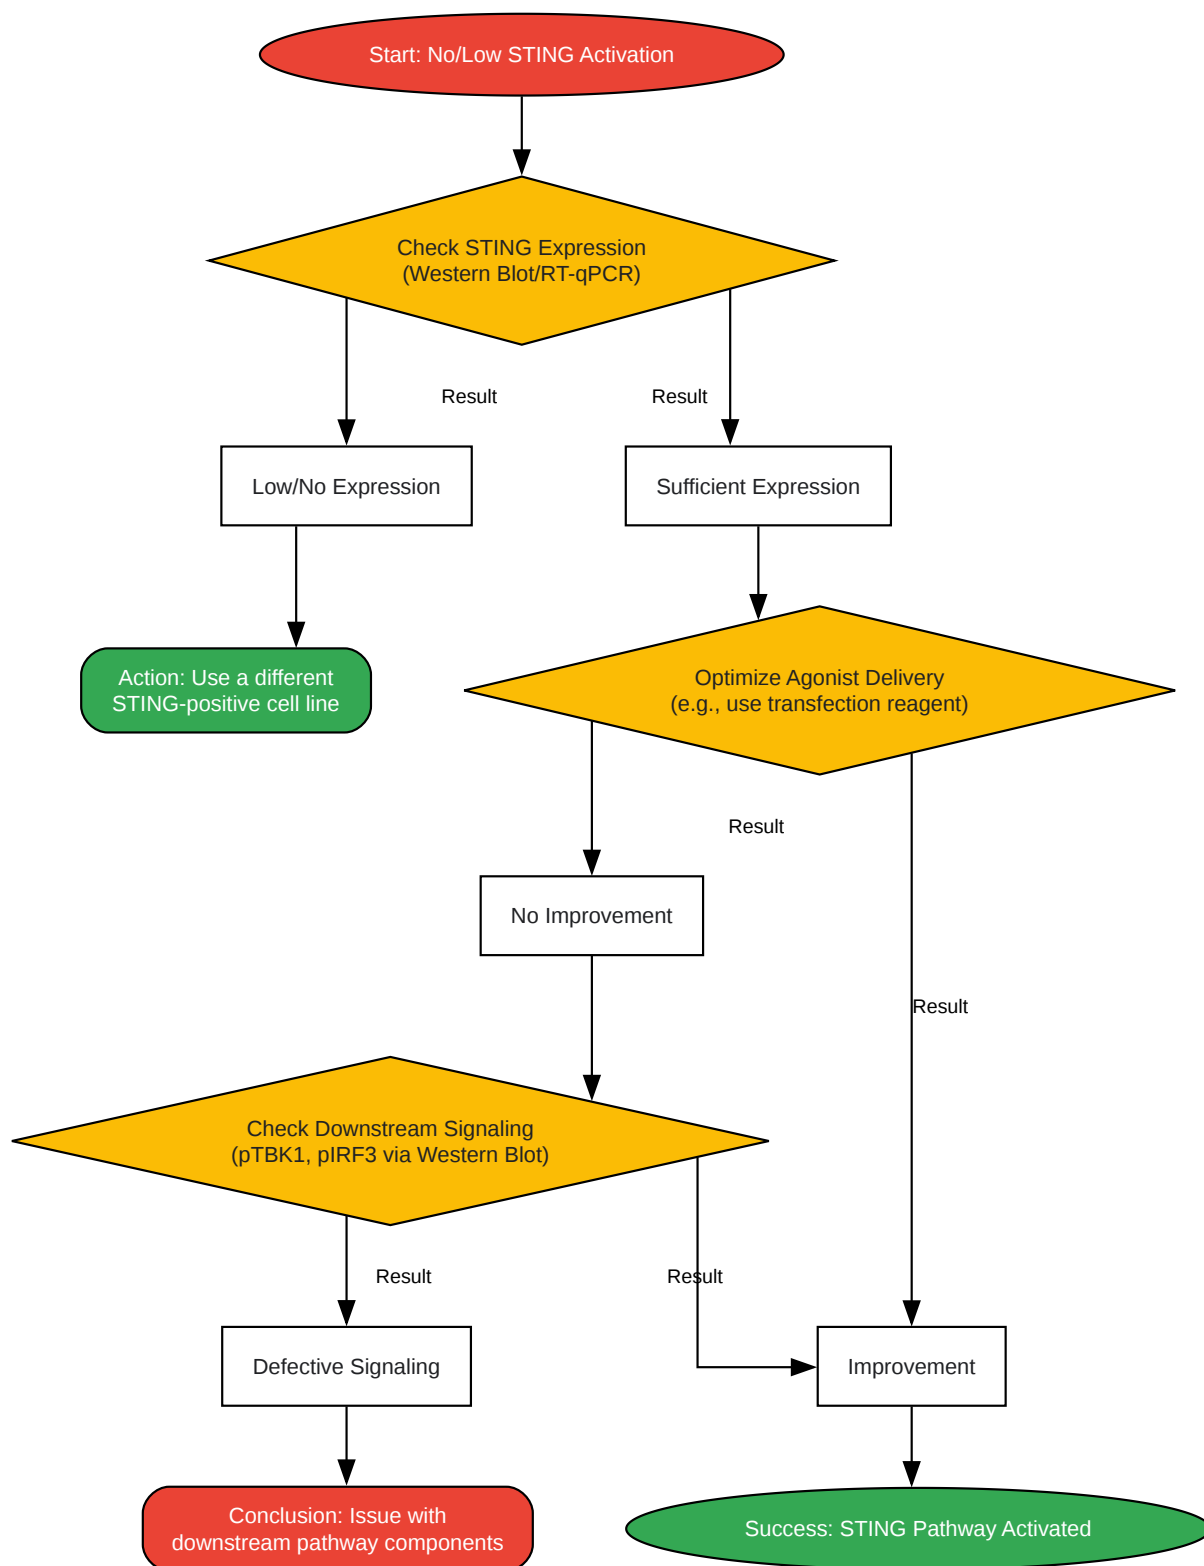 Start: No/Low STING Activation
Check STING Expression
(Western Blot/RT-qPCR)
Result
Result
Low/No Expression
Sufficient Expression
Action: Use a different
STING-positive cell line
Optimize Agonist Delivery
(e.g., use transfection reagent)
Result
No Improvement
Result
Check Downstream Signaling
(pTBK1, pIRF3 via Western Blot)
Result
Result
Defective Signaling
Improvement
Conclusion: Issue with
downstream pathway components
Success: STING Pathway Activated